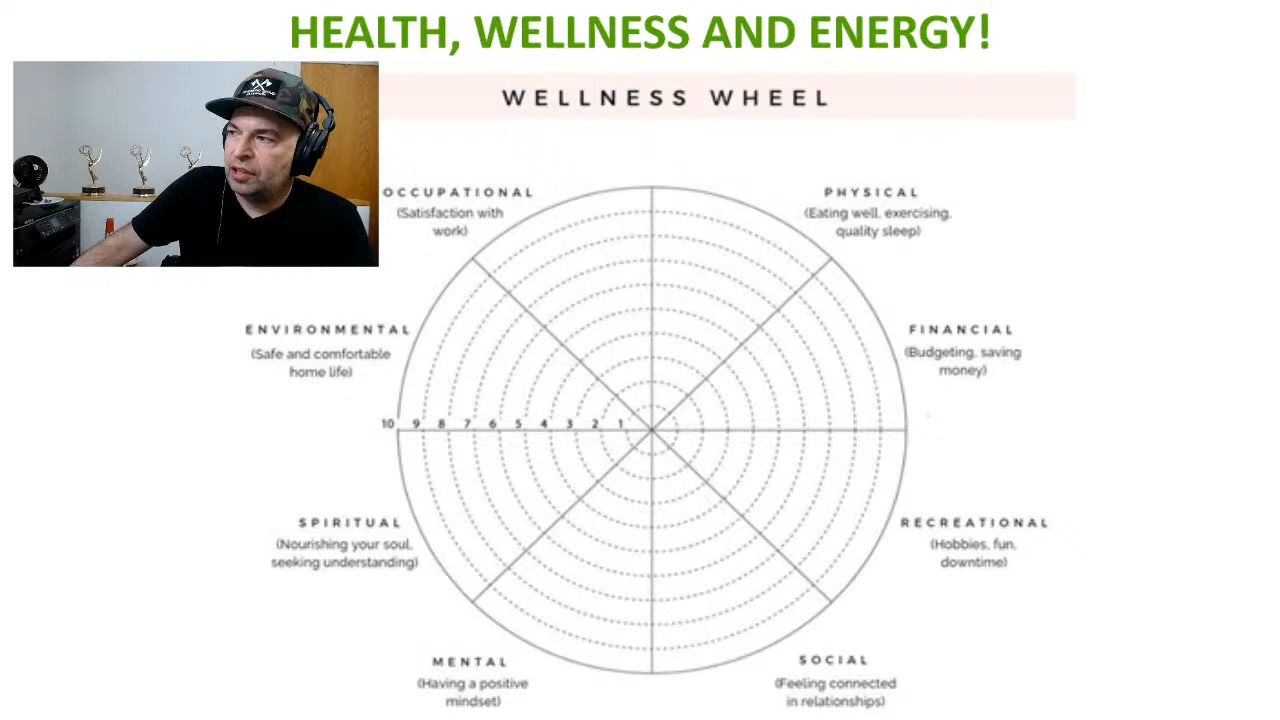 HEALTH, WELLNESS AND ENERGY!
WELLNESS WHEEL
OCCUPATIONAL
(Satisfaction with
work)
PHYSICAL
(Eating well, exercising,
quality sleep)
ENVIRONMENTAL
(Safe and comfortable
home life)
FINANCIAL
(Budgeting, saving
money)
10 9 8 7 6 5 4 3 2 1
SPIRITUAL
(Nourishing your soul,
seeking understanding)
RECREATIONAL
(Hobbies, fun,
downtime)
MENTAL
(Having a positive
mindset)
SOCIAL
(Feeling connected
in relationships)